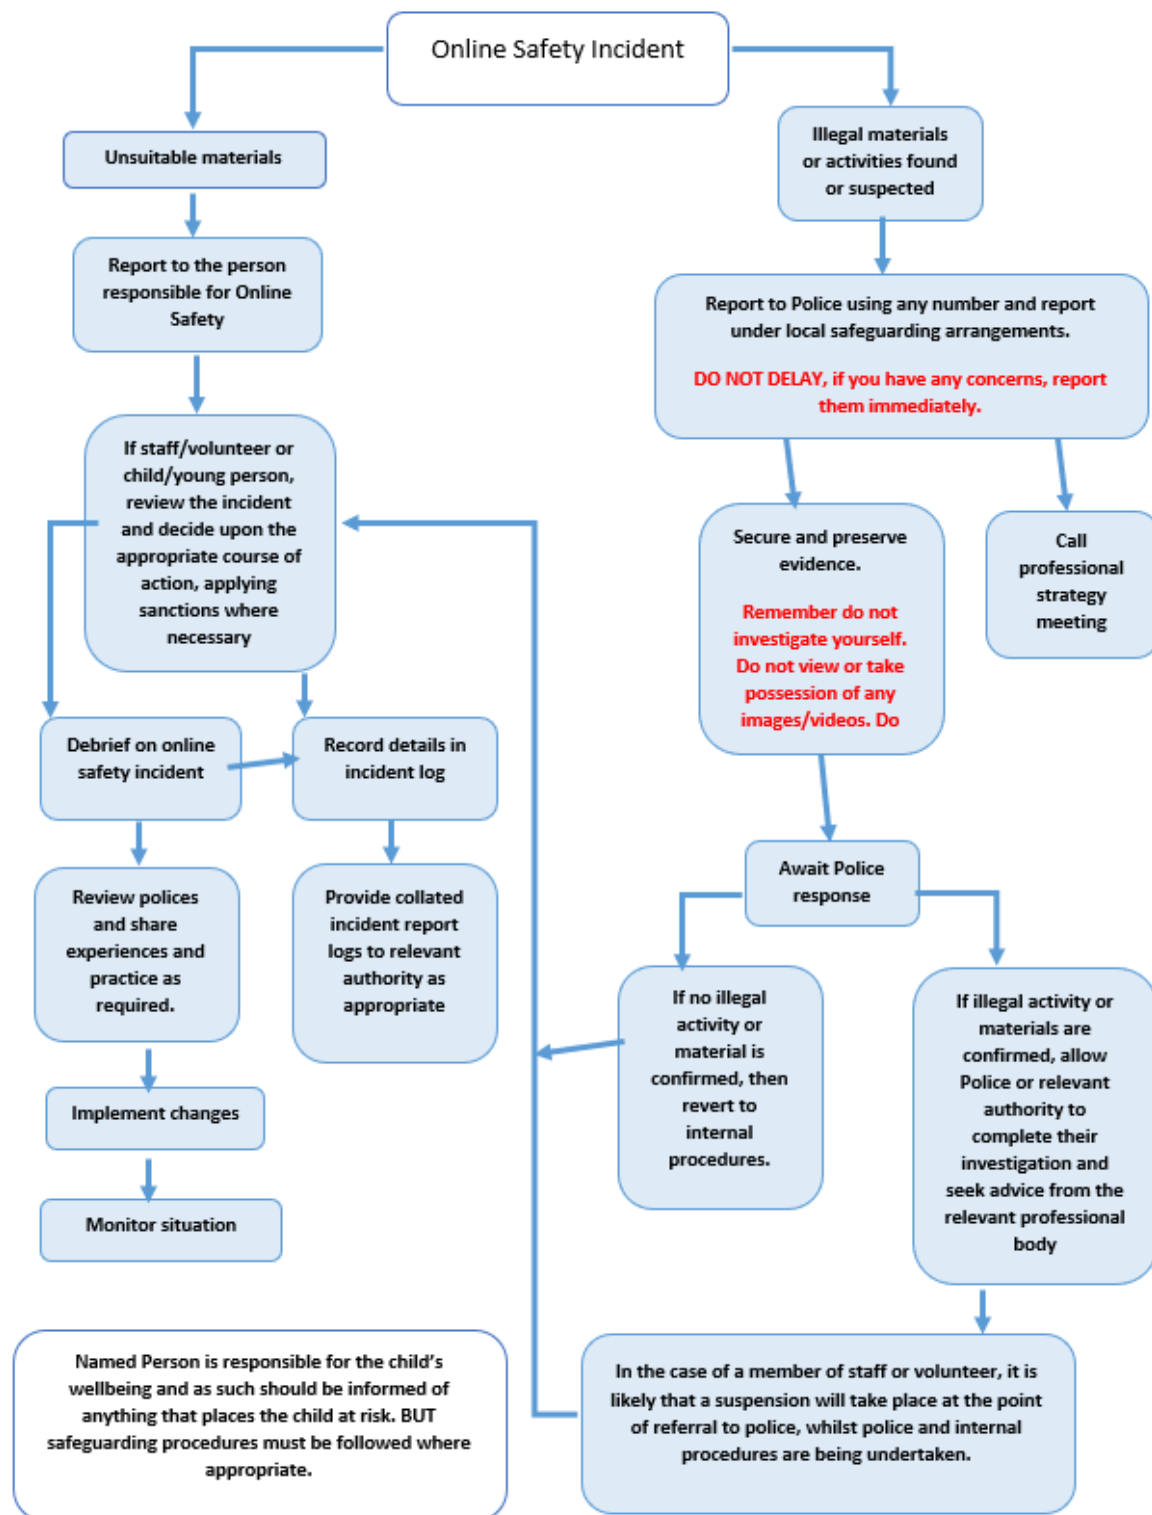 Online Safety Incident
Unsuitable materials
Report to the person
responsible for Online
Safety
If staff/volunteer or
child/young person,
review the incident
and decide upon the
appropriate course of
action, applying
sanctions where
necessary
Debrief on online
safety incident
Record details in
incident log
Review polices
and share
experiences and
practice as
required.
Provide collated
incident report
logs to relevant
authority as
appropriate
Implement changes
Monitor situation
Illegal materials
or activities found
or suspected
Report to Police using any number and report
under local safeguarding arrangements.
DO NOT DELAY, if you have any concerns, report
them immediately.
Secure and preserve
evidence.
Remember do not
investigate yourself.
Do not view or take
possession of any
images/videos. Do
Call
professional
strategy
meeting
Await Police
response
If no illegal
activity or
material is
confirmed, then
revert to
internal
procedures.
If illegal activity or
materials are
confirmed, allow
Police or relevant
authority to
complete their
investigation and
seek advice from the
relevant professional
body
In the case of a member of staff or volunteer, it is
likely that a suspension will take place at the point
of referral to police, whilst police and internal
procedures are being undertaken.
Named Person is responsible for the child’s
wellbeing and as such should be informed of
anything that places the child at risk. BUT
safeguarding procedures must be followed where
appropriate.